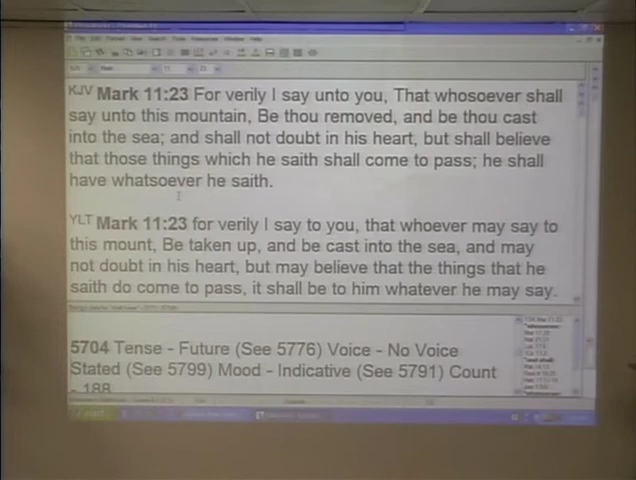 KJV Mark 11:23 For verily I say unto you, That whosoever shall
say unto this mountain, Be thou removed, and be thou cast
into the sea; and shall not doubt in his heart, but shall believe
that those things which he saith shall come to pass; he shall
have whatsoever he saith.
YLT Mark 11:23 for verily I say to you, that whoever may say to
this mount, Be taken up, and be cast into the sea, and may
not doubt in his heart, but may believe that the things that he
saith do come to pass, it shall be to him whatever he may say.
5704 Tense - Future (See 5776) Voice - No Voice
Stated (See 5799) Mood - Indicative (See 5791) Count
- 188
start